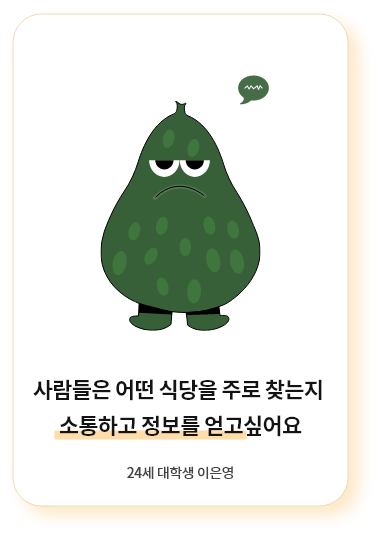 사람들은 어떤 식당을 주로 찾는지
소통하고 정보를 얻고싶어요
24세 대학생 이은영